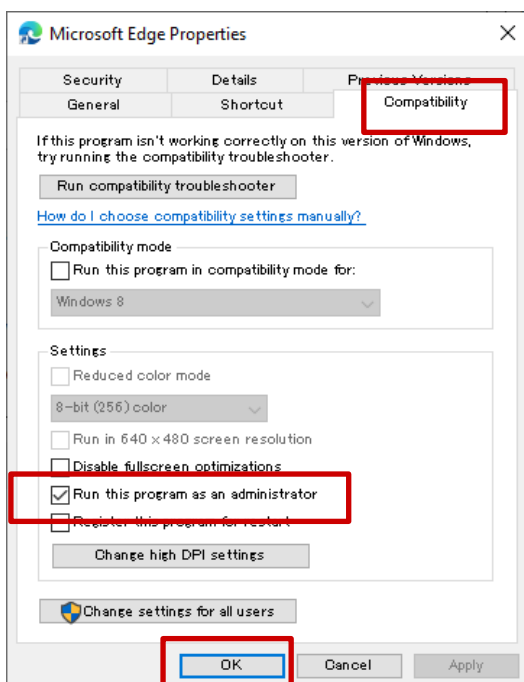 Microsoft Edge Properties
Security Details Previous Versions
General Shortcut Compatibility
If this program isn't working correctly on this version of Windows,
try running the compatibility troubleshooter.
Run compatibility troubleshooter
How do I choose compatibility settings manually?
Compatibility mode
Run this program in compatibility mode for:
Windows 8
Settings
Reduced color mode
8-bit (256) color
Run in 640 × 480 screen resolution
Disable fullscreen optimizations
Run this program as an administrator
Register this program for restart
Change high DPI settings
Change settings for all users
OK Cancel Apply